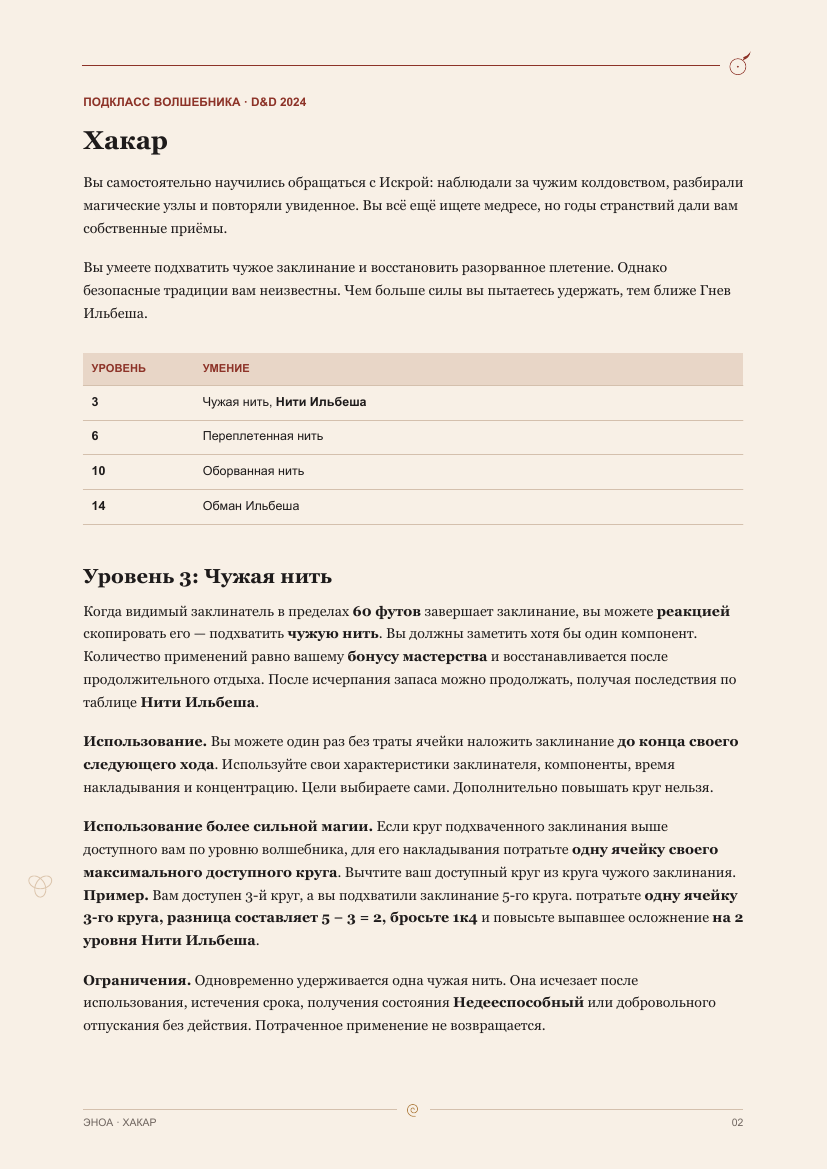 ПОДКЛАСС ВОЛШЕБНИКА · D&D 2024
Хакар
Вы самостоятельно научились обращаться с Искрой: наблюдали за чужим колдовством, разбирали
магические узлы и повторяли увиденное. Вы всё ещё ищете медресе, но годы странствий дали вам
собственные приёмы.
Вы умеете подхватить чужое заклинание и восстановить разорванное плетение. Однако
безопасные традиции вам неизвестны. Чем больше силы вы пытаетесь удержать, тем ближе Гнев
Ильбеша.
УРОВЕНЬ УМЕНИЕ
3 Чужая нить, Нити Ильбеша
6 Переплетенная нить
10 Оборванная нить
14 Обман Ильбеша
Уровень 3: Чужая нить
Когда видимый заклинатель в пределах 60 футов завершает заклинание, вы можете реакцией
скопировать его — подхватить чужую нить. Вы должны заметить хотя бы один компонент.
Количество применений равно вашему бонусу мастерства и восстанавливается после
продолжительного отдыха. После исчерпания запаса можно продолжать, получая последствия по
таблице Нити Ильбеша.
Использование. Вы можете один раз без траты ячейки наложить заклинание до конца своего
следующего хода. Используйте свои характеристики заклинателя, компоненты, время
накладывания и концентрацию. Цели выбираете сами. Дополнительно повышать круг нельзя.
Использование более сильной магии. Если круг подхваченного заклинания выше
доступного вам по уровню волшебника, для его накладывания потратьте одну ячейку своего
максимального доступного круга. Вычтите ваш доступный круг из круга чужого заклинания.
Пример. Вам доступен 3-й круг, а вы подхватили заклинание 5-го круга. потратьте одну ячейку
3-го круга, разница составляет 5 – 3 = 2, бросьте 1к4 и повысьте выпавшее осложнение на 2
уровня Нити Ильбеша.
Ограничения. Одновременно удерживается одна чужая нить. Она исчезает после
использования, истечения срока, получения состояния Недееспособный или добровольного
отпускания без действия. Потраченное применение не возвращается.
ЭНОА · ХАКАР 02